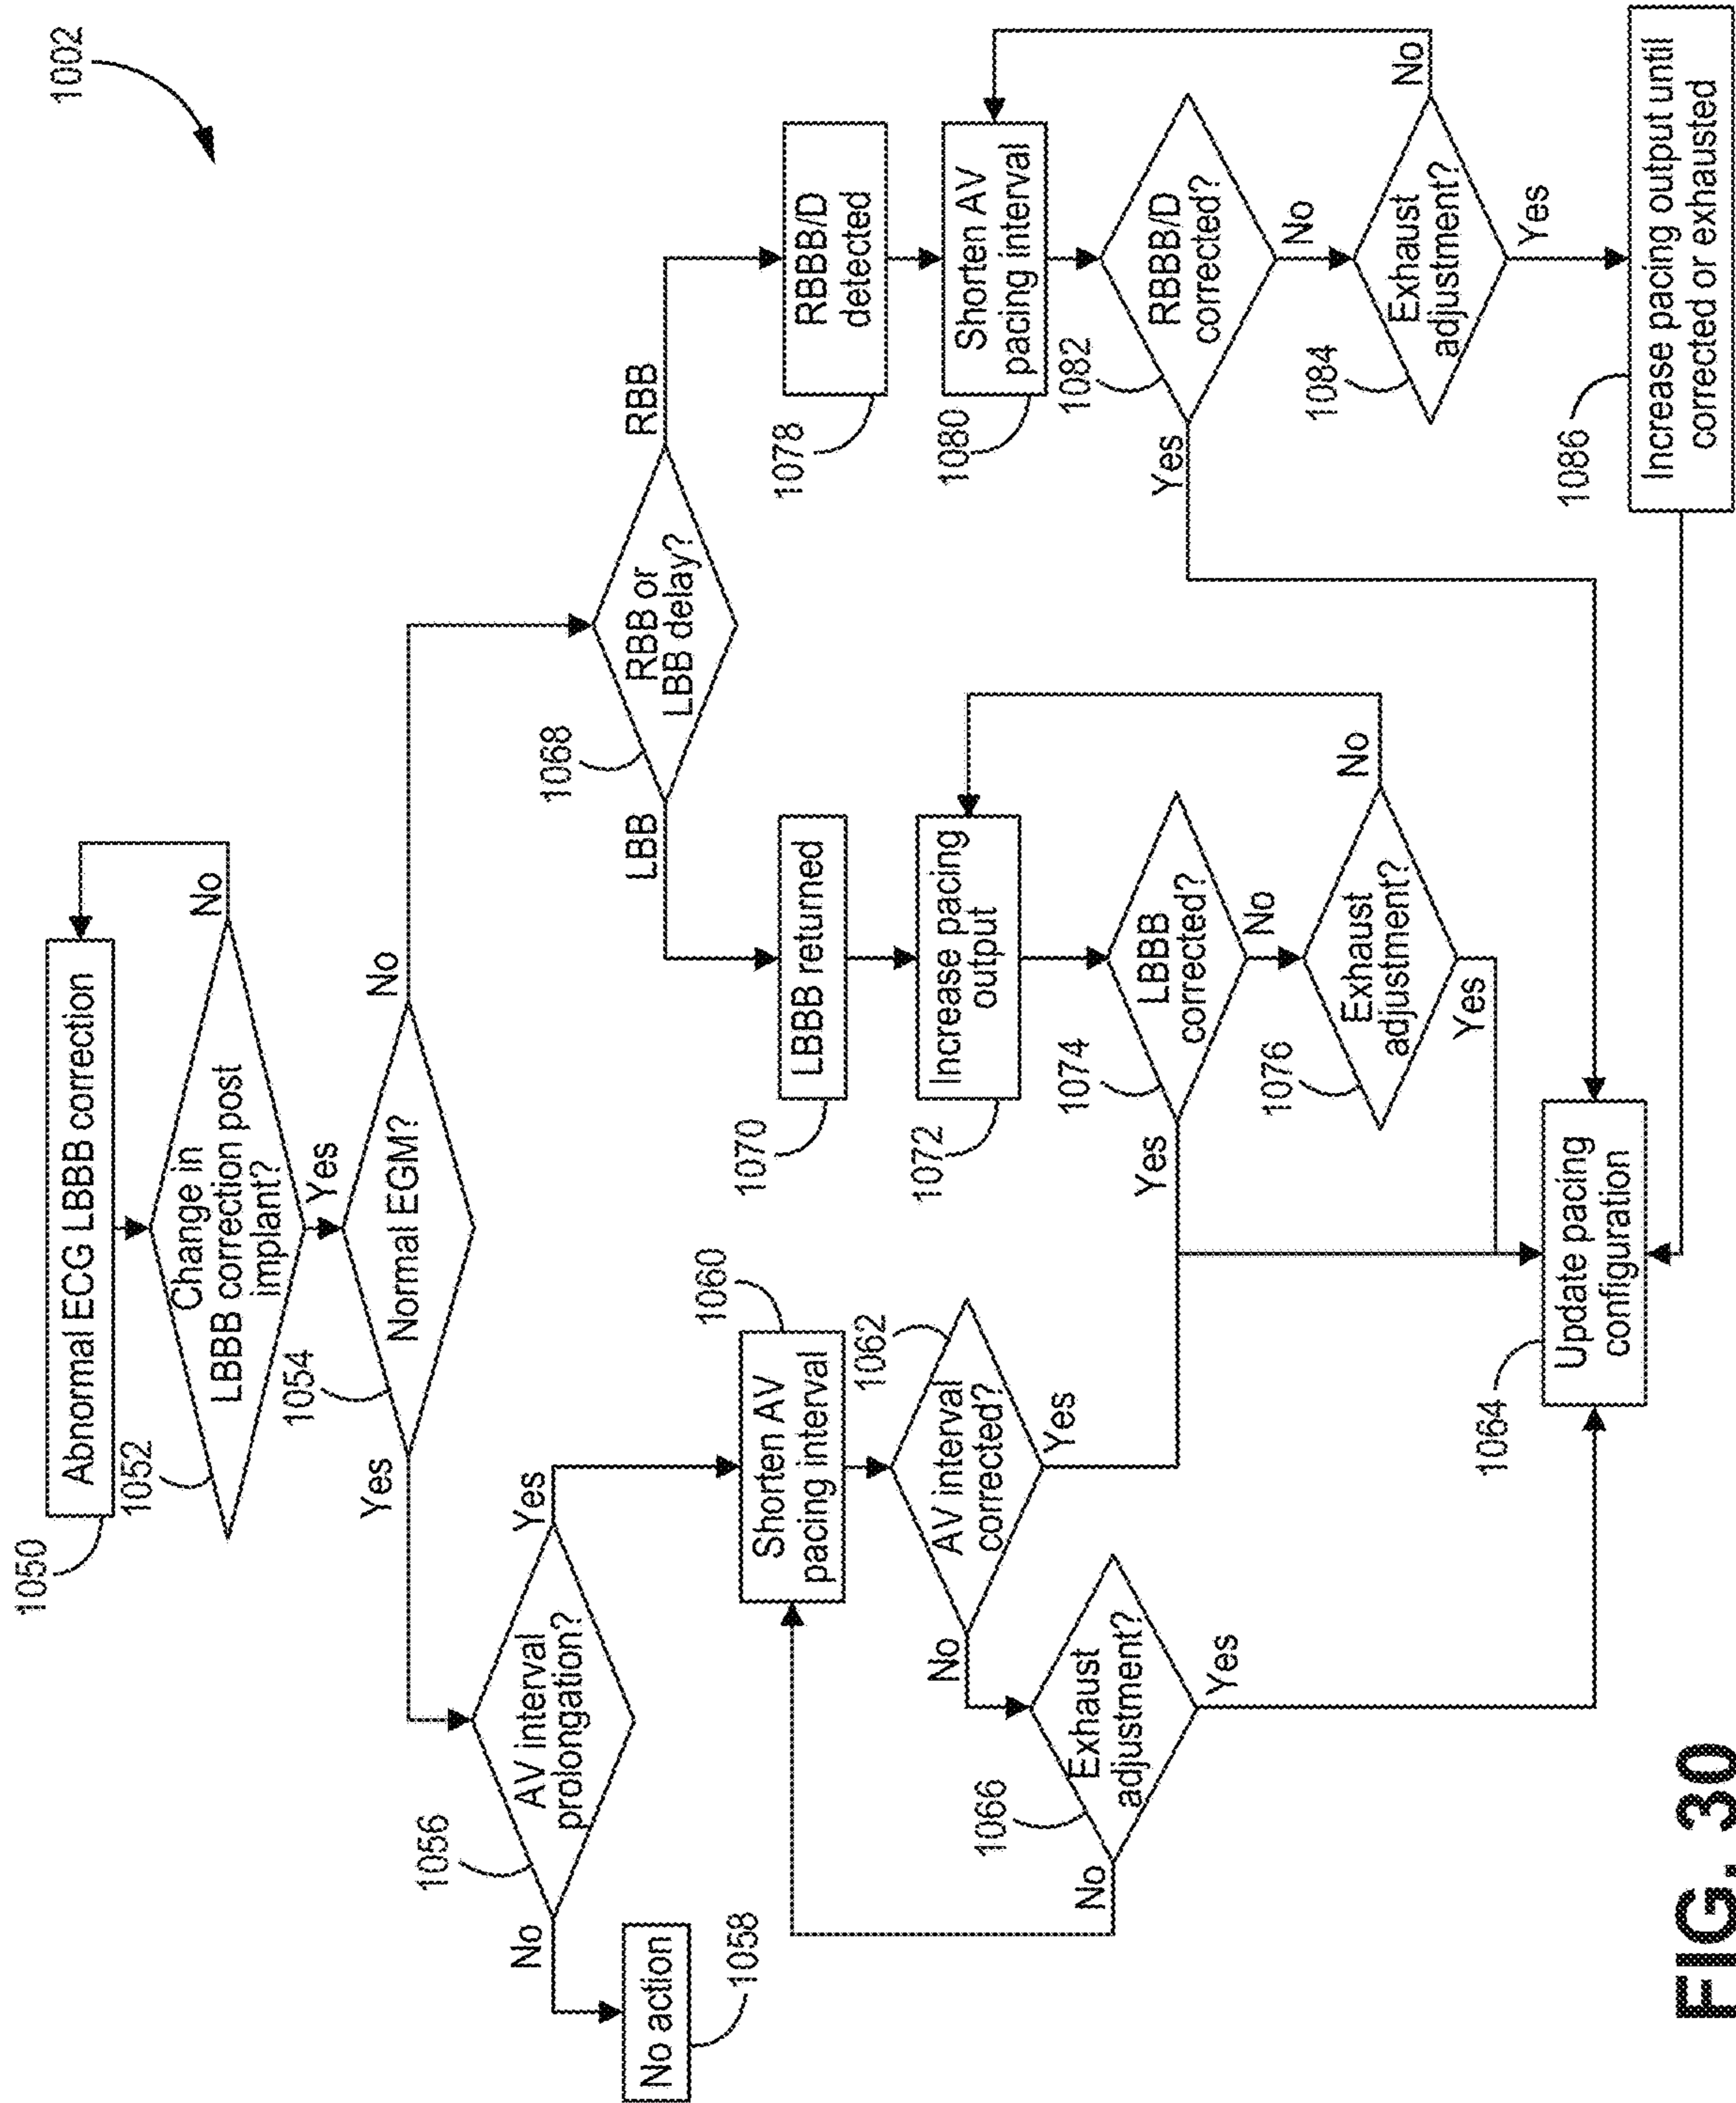 1002
1050
Abnormal ECG LBBB correction
1052
Change in
LBBB correction post
implant?
No
Yes
1054
Normal EGM?
Yes
No
1056
AV interval
prolongation?
No
Yes
No action
1058
1060
Shorten AV
pacing interval
1062
AV interval
corrected?
No
Yes
1066
Exhaust
adjustment?
No
Yes
1064
Update pacing
configuration
1068
RBB or
LBB delay?
LBB
RBB
1070
LBBB returned
1072
Increase pacing
output
1074
LBBB
corrected?
Yes
No
1076
Exhaust
adjustment?
No
Yes
1078
RBBB/D
detected
1080
Shorten AV
pacing interval
1082
RBBB/D
corrected?
Yes
No
1084
Exhaust
adjustment?
No
Yes
1086
Increase pacing output until
corrected or exhausted
FIG. 30